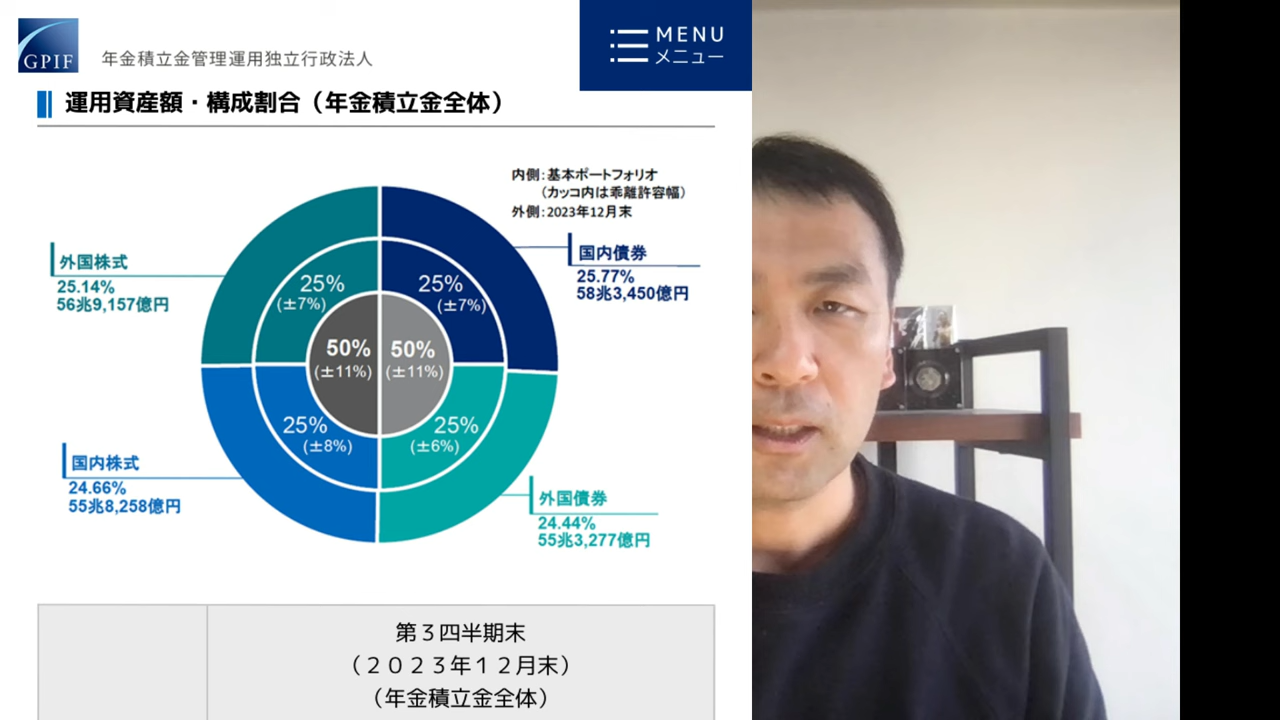 GPIF
年金積立金管理運用独立行政法人
MENU
メニュー
運用資産額・構成割合（年金積立金全体）
内側：基本ポートフォリオ
（カッコ内は乖離許容幅）
外側：2023年12月末
外国株式
25.14%
56兆9,157億円
国内債券
25.77%
58兆3,450億円
25%
(±7%)
25%
(±7%)
50%
(±11%)
50%
(±11%)
25%
(±8%)
25%
(±6%)
国内株式
24.66%
55兆8,258億円
外国債券
24.44%
55兆3,277億円
第３四半期末
（２０２３年１２月末）
（年金積立金全体）